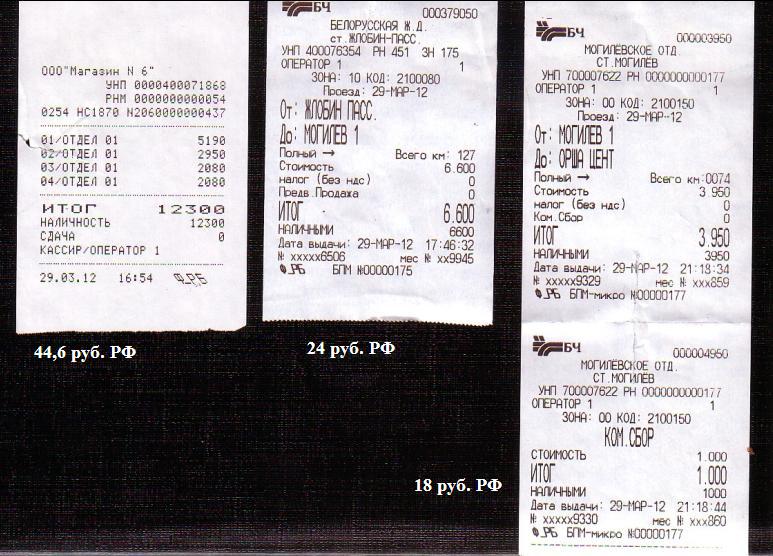 ООО"Магазин N 6"
УНП 0000400071868
РНМ 0000000000054
0254 НС1870 N2060000000437
01/ОТДЕЛ 01 5190
02/ОТДЕЛ 01 2950
03/ОТДЕЛ 01 2080
04/ОТДЕЛ 01 2080
ИТОГ 12300
НАЛИЧНОСТЬ 12300
СДАЧА 0
КАССИР/ОПЕРАТОР 1
29.03.12 16:54 Ф.РБ
44,6 руб. РФ
БЧ 000379050
БЕЛОРУССКАЯ Ж.Д.
ст.ЖЛОБИН-ПАСС.
УНП 400076354 РН 451 ЗН 175
ОПЕРАТОР 1 1
ЗОНА: 10 КОД: 2100080
Проезд: 29-МАР-12
От: ЖЛОБИН ПАСС.
До: МОГИЛЕВ 1
Полный → Всего км: 127
Стоимость 6.600
налог (без ндс) 0
Предв.Продажа 0
ИТОГ 6.600
НАЛИЧНЫМИ 6600
Дата выдачи: 29-МАР-12 17:46:32
№ xxxxx6506 мес № xx9945
Ф.РБ БПМ №00000175
24 руб. РФ
БЧ 000003950
МОГИЛЕВСКОЕ ОТД.
СТ.МОГИЛЕВ
УНП 700007622 РН 0000000000177
ОПЕРАТОР 1 1
ЗОНА: 00 КОД: 2100150
Проезд: 29-МАР-12
От: МОГИЛЕВ 1
До: ОРША ЦЕНТ
Полный → Всего км:0074
Стоимость 3 950
налог (без ндс) 0
Ком.Сбор 0
ИТОГ 3.950
НАЛИЧНЫМИ 3950
Дата выдачи: 29-МАР-12 21:18:34
№ xxxxx9329 мес № xxx859
Ф.РБ БПМ-микро №00000177
БЧ 000004950
МОГИЛЕВСКОЕ ОТД.
СТ.МОГИЛЕВ
УНП 700007622 РН 0000000000177
ОПЕРАТОР 1 1
ЗОНА: 00 КОД: 2100150
КОМ.СБОР
СТОИМОСТЬ 1.000
ИТОГ 1.000
НАЛИЧНЫМИ 1000
Дата выдачи: 29-МАР-12 21:18:44
№ xxxxx9330 мес № xxx860
Ф.РБ БПМ-микро №00000177
18 руб. РФ